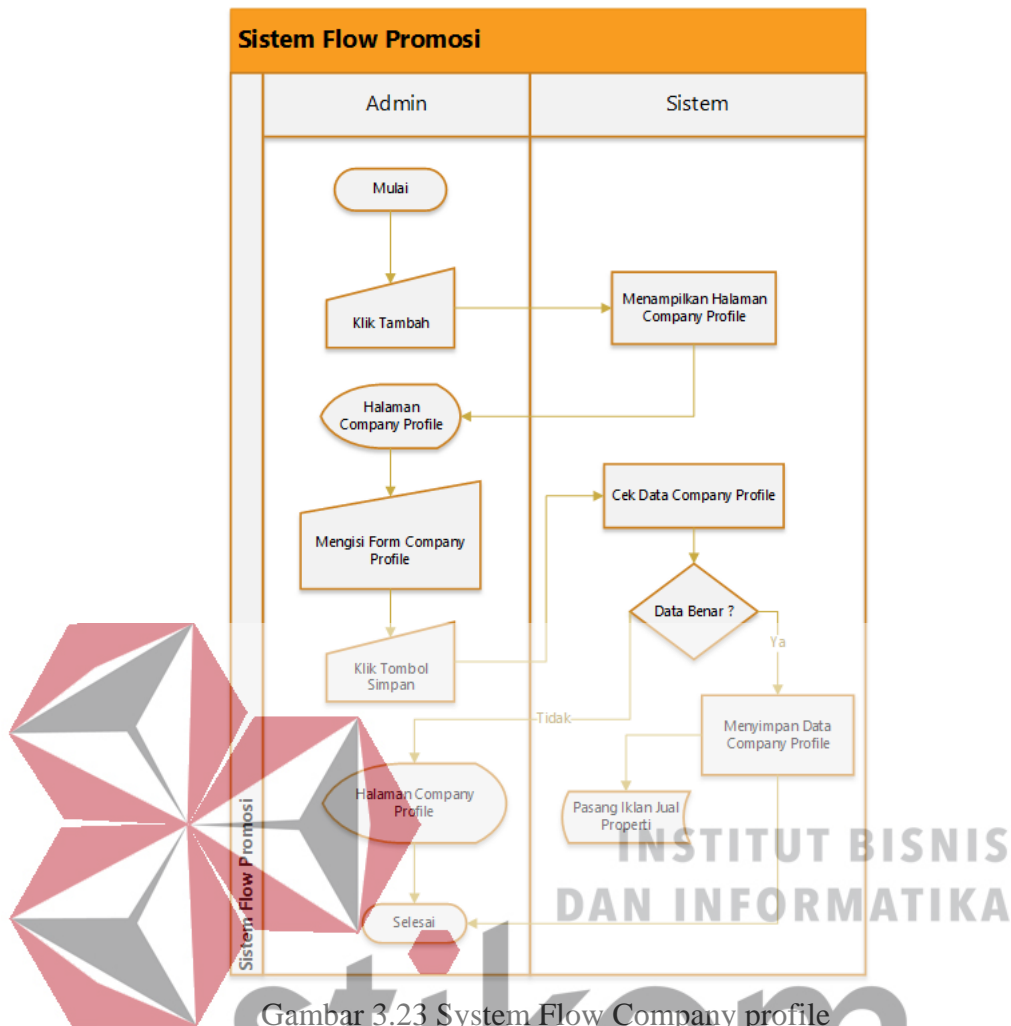 Sistem Flow Promosi
Admin
Sistem
Mulai
Klik Tambah
Menampilkan Halaman
Company Profile
Halaman
Company Profile
Mengisi Form Company
Profile
Cek Data Company Profile
Data Benar ?
Ya
Klik Tombol
Simpan
Tidak
Menyimpan Data
Company Profile
Halaman Company
Profile
Pasang Iklan Jual
Properti
Selesai
Sistem Flow Promosi
INSTITUT BISNIS
DAN INFORMATIKA
stikom
Gambar 3.23 System Flow Company profile